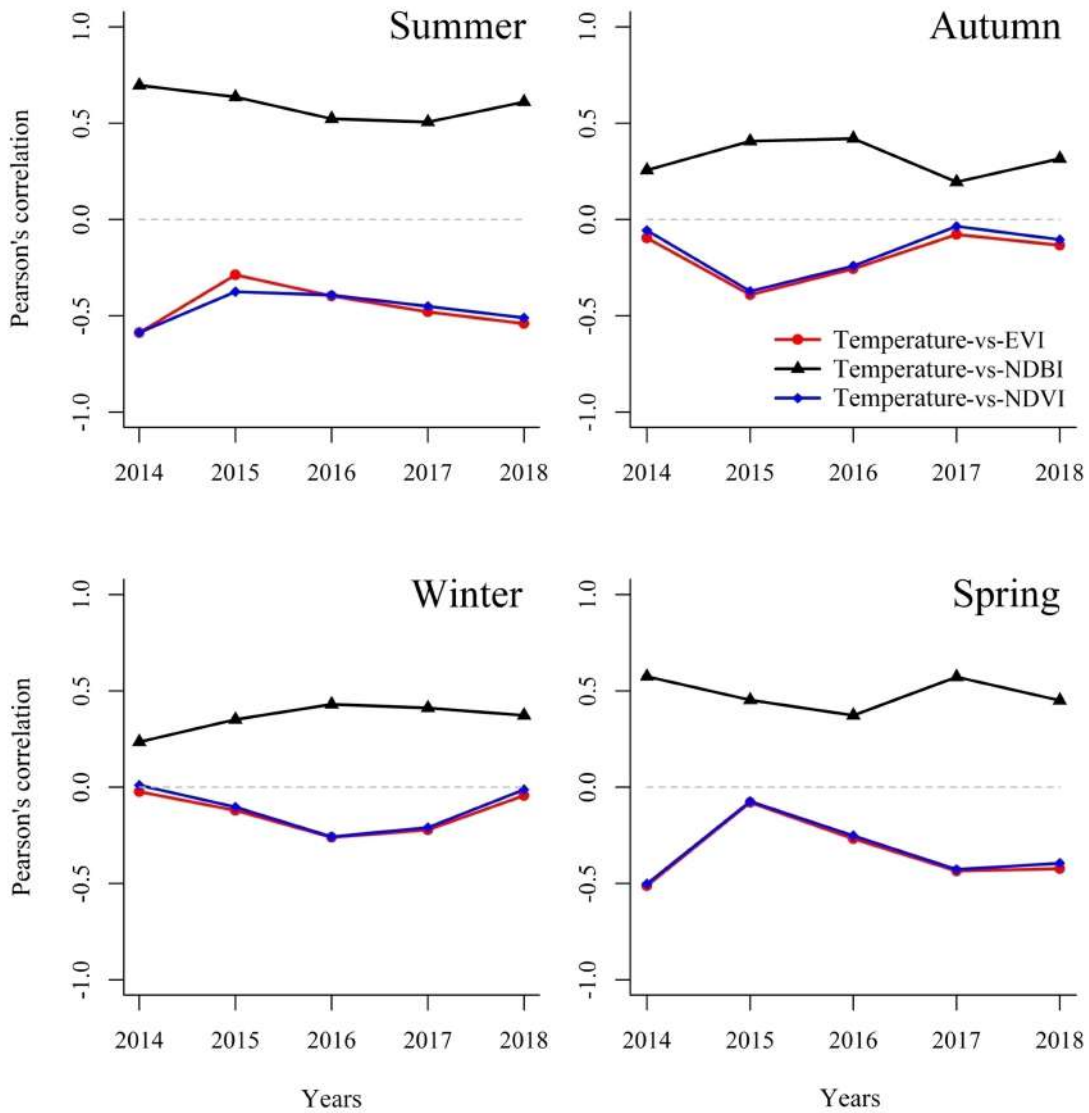 Summer
Pearson's correlation
1.0
0.5
0.0
-0.5
-1.0
2014 2015 2016 2017 2018
Autumn
1.0
0.5
0.0
-0.5
-1.0
Temperature-vs-EVI
Temperature-vs-NDBI
Temperature-vs-NDVI
2014 2015 2016 2017 2018
Winter
Pearson's correlation
1.0
0.5
0.0
-0.5
-1.0
2014 2015 2016 2017 2018
Years
Spring
1.0
0.5
0.0
-0.5
-1.0
2014 2015 2016 2017 2018
Years